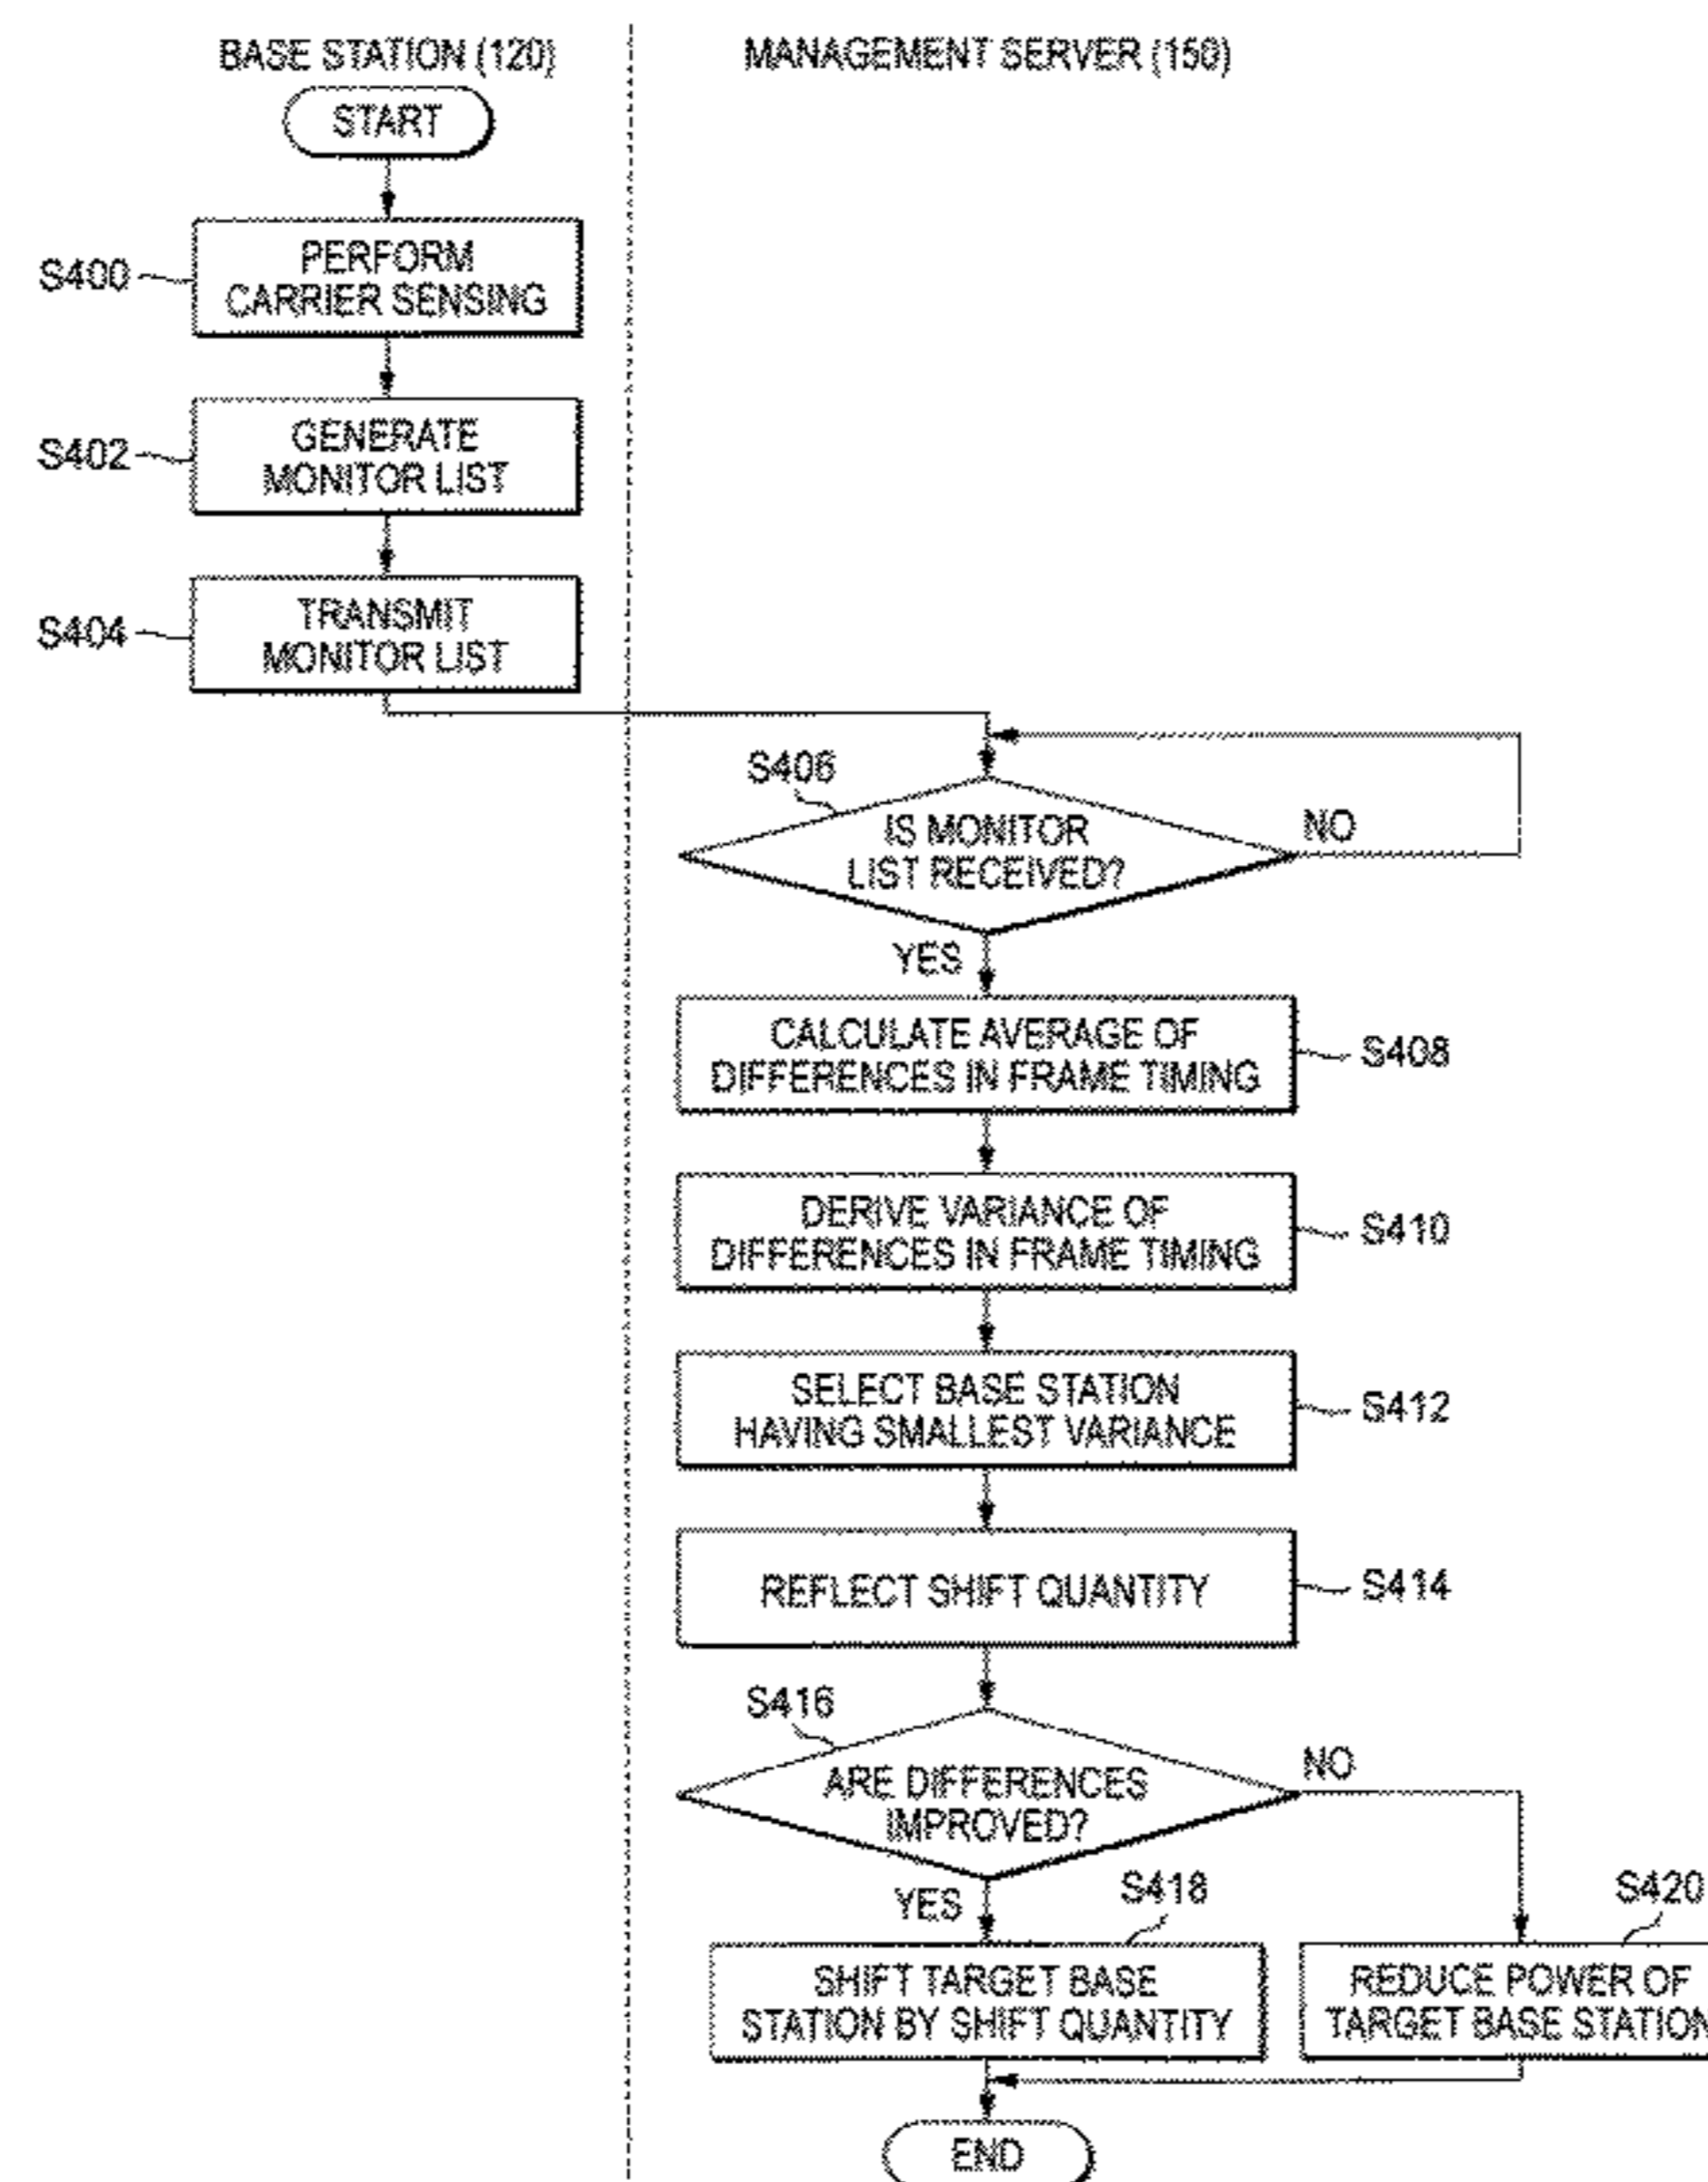 BASE STATION (120)
MANAGEMENT SERVER (150)
START
S400
PERFORM
CARRIER SENSING
S402
GENERATE
MONITOR LIST
S404
TRANSMIT
MONITOR LIST
S406
IS MONITOR
LIST RECEIVED?
NO
YES
CALCULATE AVERAGE OF
DIFFERENCES IN FRAME TIMING
S408
DERIVE VARIANCE OF
DIFFERENCES IN FRAME TIMING
S410
SELECT BASE STATION
HAVING SMALLEST VARIANCE
S412
REFLECT SHIFT QUANTITY
S414
S416
ARE DIFFERENCES
IMPROVED?
NO
YES
S418
SHIFT TARGET BASE
STATION BY SHIFT QUANTITY
S420
REDUCE POWER OF
TARGET BASE STATION
END